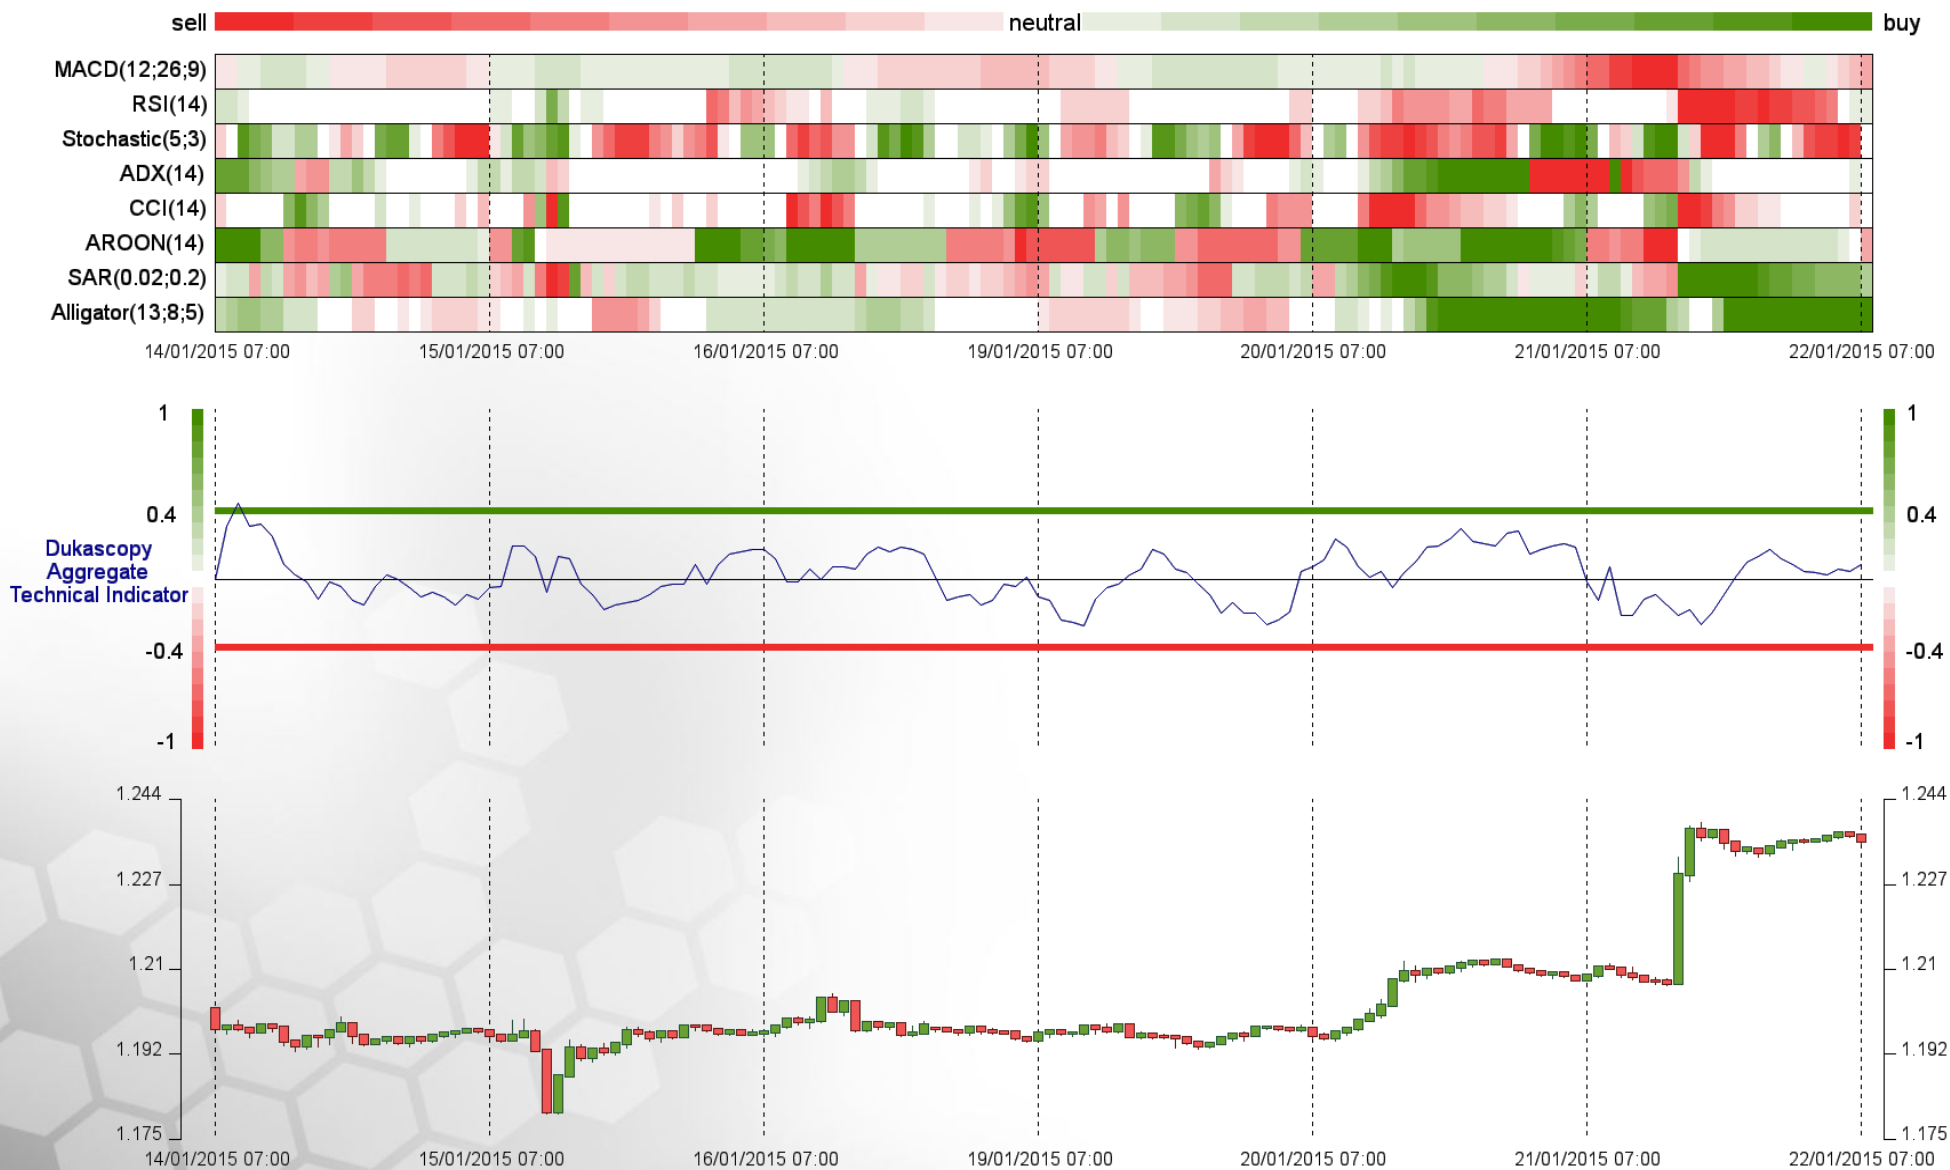 sell neutral buy
MACD(12;26;9)
RSI(14)
Stochastic(5;3)
ADX(14)
CCI(14)
AROON(14)
SAR(0.02;0.2)
Alligator(13;8;5)
14/01/2015 07:00 15/01/2015 07:00 16/01/2015 07:00 19/01/2015 07:00 20/01/2015 07:00 21/01/2015 07:00 22/01/2015 07:00
1 1
0.4 0.4
Dukascopy
Aggregate
Technical Indicator
-0.4 -0.4
-1 -1
1.244 1.244
1.227 1.227
1.21 1.21
1.192 1.192
1.175 1.175
14/01/2015 07:00 15/01/2015 07:00 16/01/2015 07:00 19/01/2015 07:00 20/01/2015 07:00 21/01/2015 07:00 22/01/2015 07:00